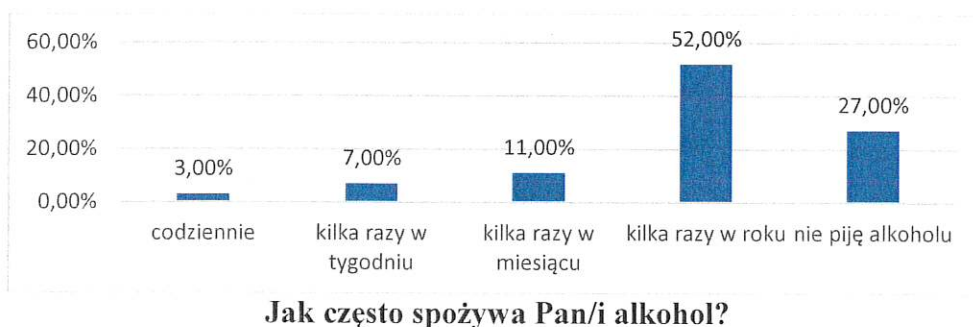 60,00%
40,00%
20,00%
0,00%
3,00%
7,00%
11,00%
52,00%
27,00%
codziennie
kilka razy w
tygodniu
kilka razy w
miesiącu
kilka razy w roku
nie piję alkoholu
Jak często spożywa Pan/i alkohol?